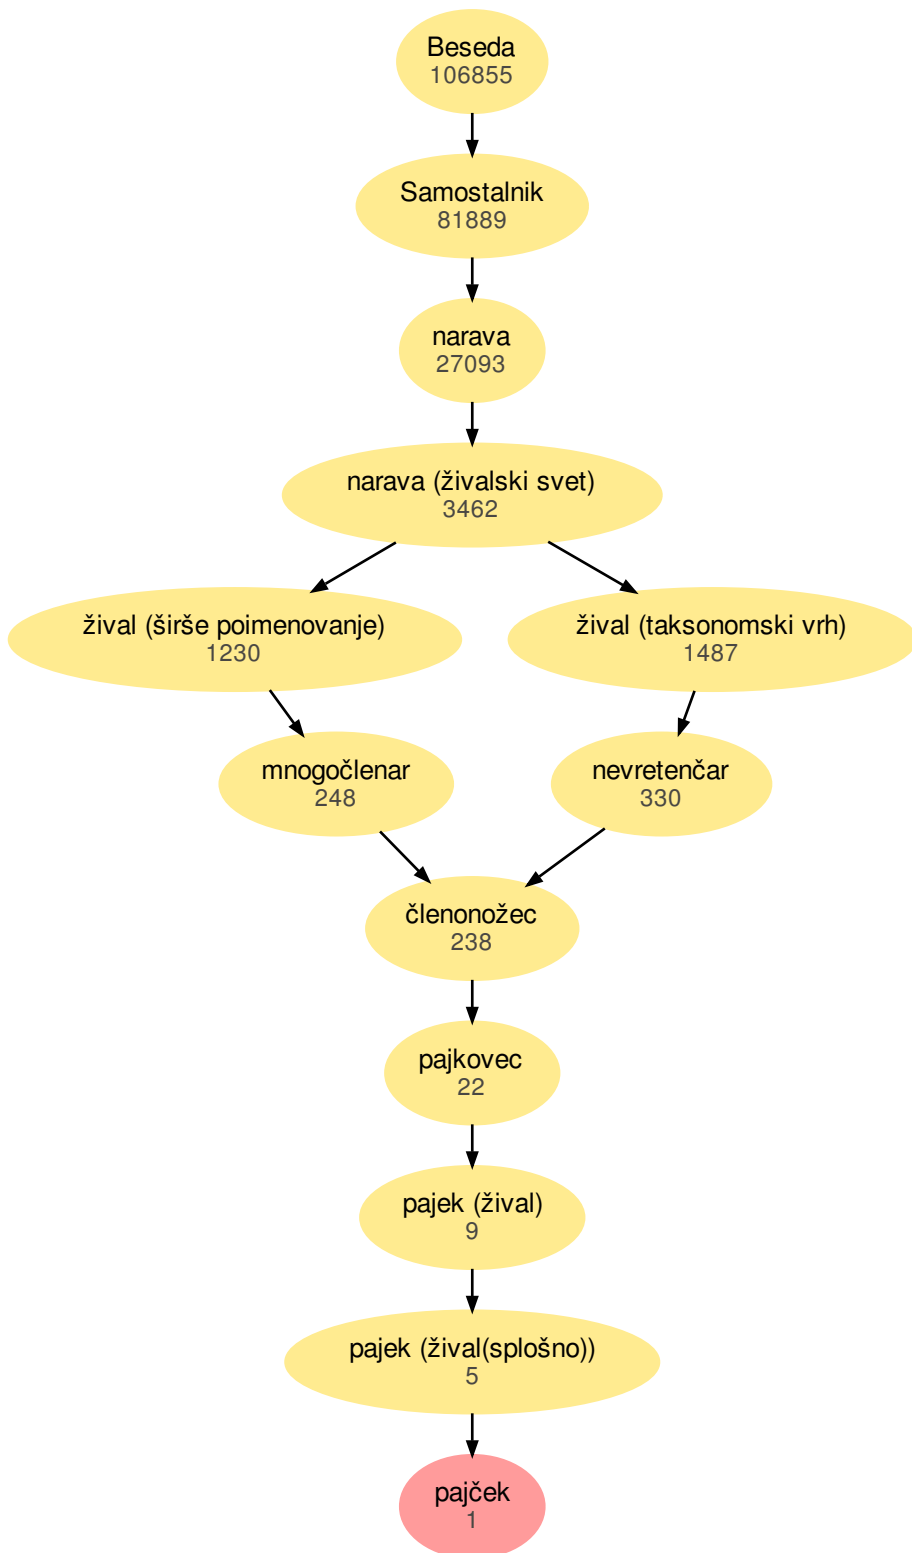 Beseda
106855
Samostalnik
81889
narava
27093
narava (živalski svet)
3462
žival (širše poimenovanje)
1230
žival (taksonomski vrh)
1487
mnogočlenar
248
nevretenčar
330
členonožec
238
pajkovec
22
pajek (žival)
9
pajek (žival(splošno))
5
pajček
1